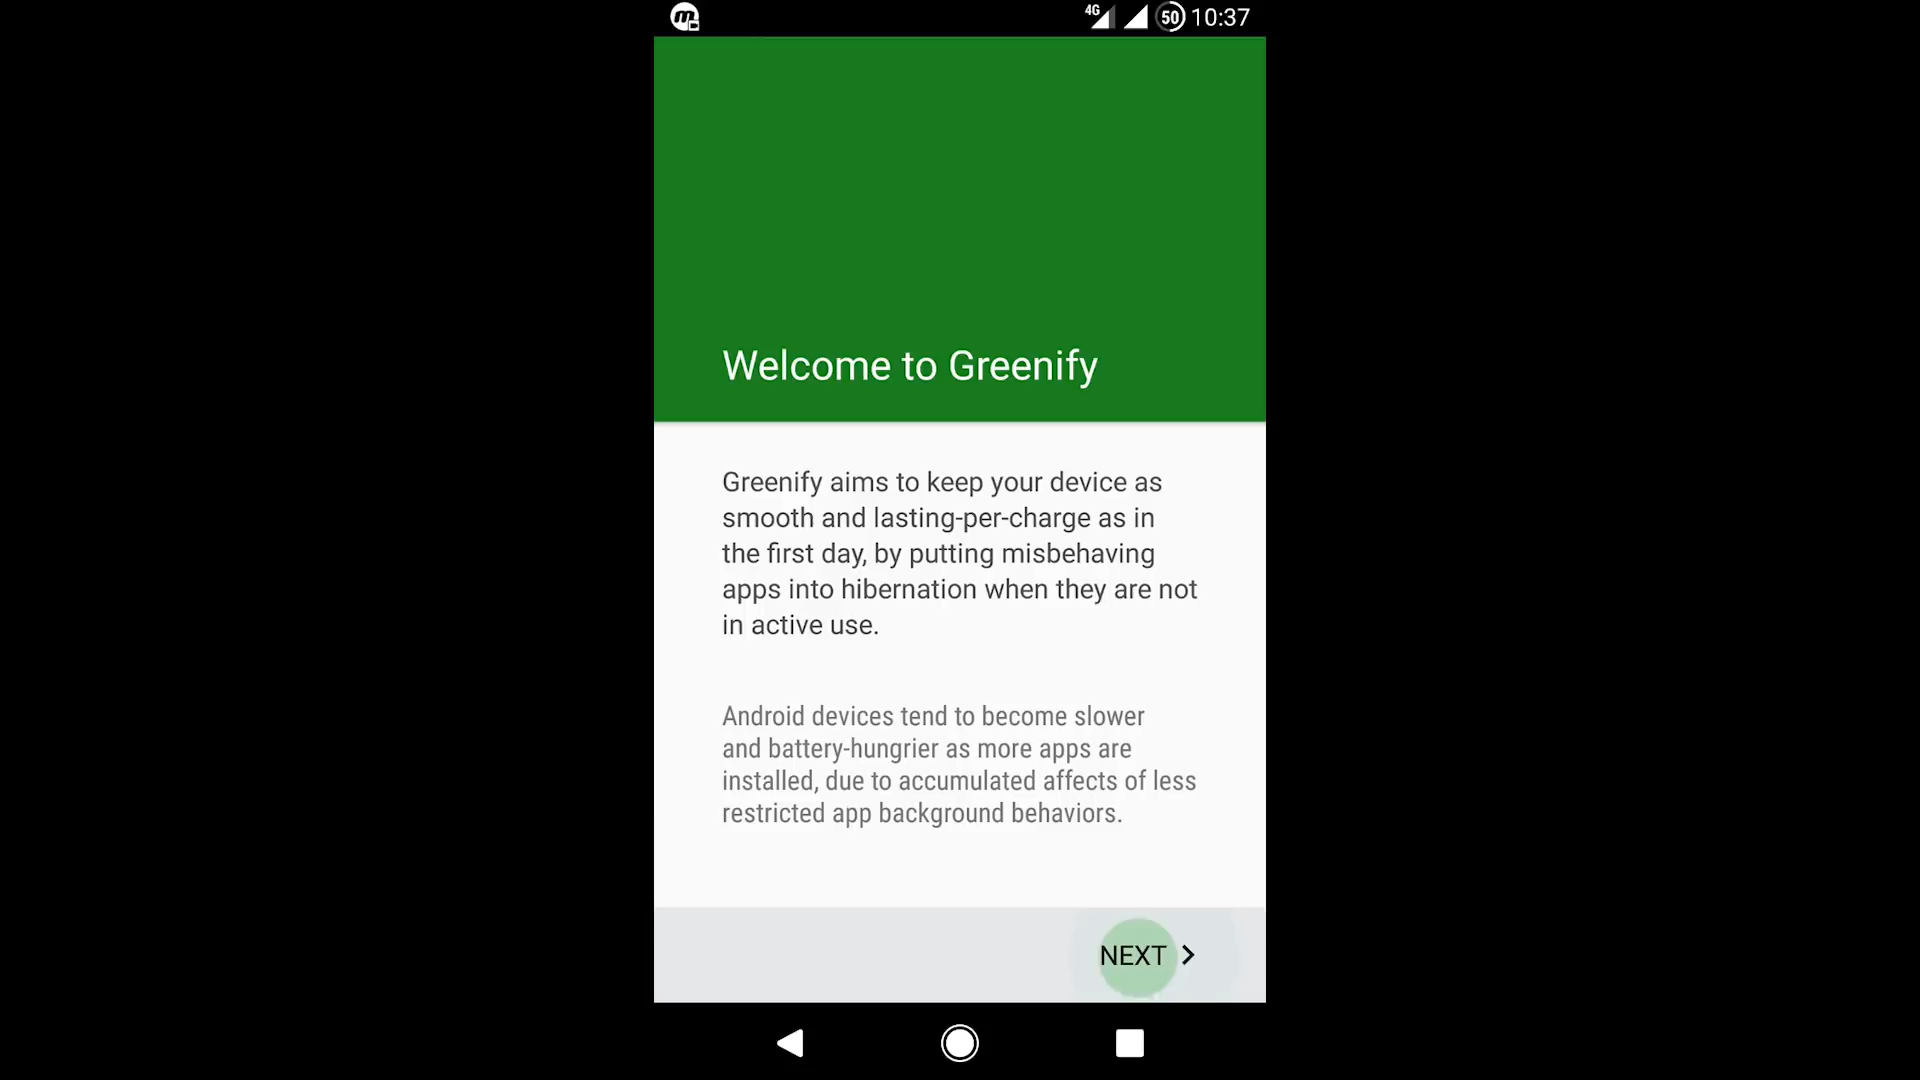 4G 50 10:37
Welcome to Greenify
Greenify aims to keep your device as
smooth and lasting-per-charge as in
the first day, by putting misbehaving
apps into hibernation when they are not
in active use.
Android devices tend to become slower
and battery-hungrier as more apps are
installed, due to accumulated affects of less
restricted app background behaviors.
NEXT